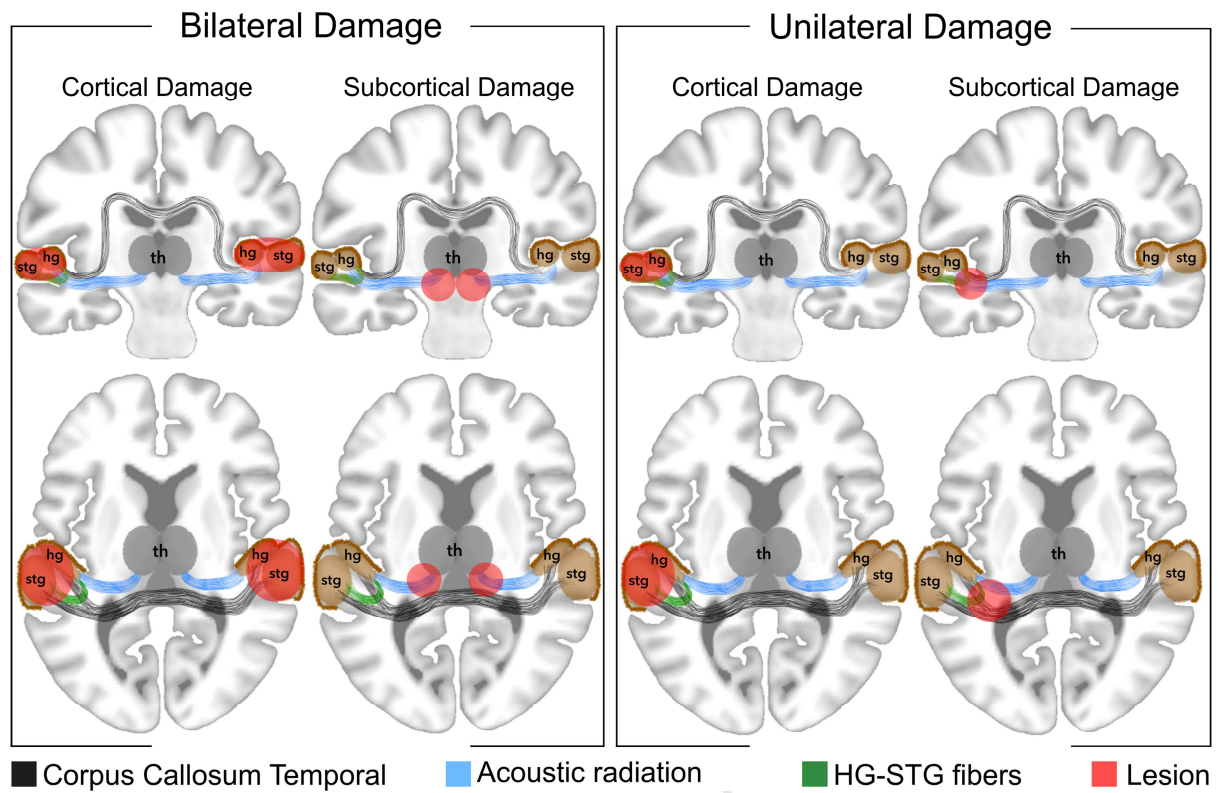 Bilateral Damage
Unilateral Damage
Cortical Damage
Subcortical Damage
Cortical Damage
Subcortical Damage
stg hg th hg stg
stg hg th hg stg
stg hg th hg stg
stg hg th hg stg
stg hg th hg stg
stg hg th hg stg
stg hg th hg stg
stg hg th hg stg
Corpus Callosum Temporal
Acoustic radiation
HG-STG fibers
Lesion